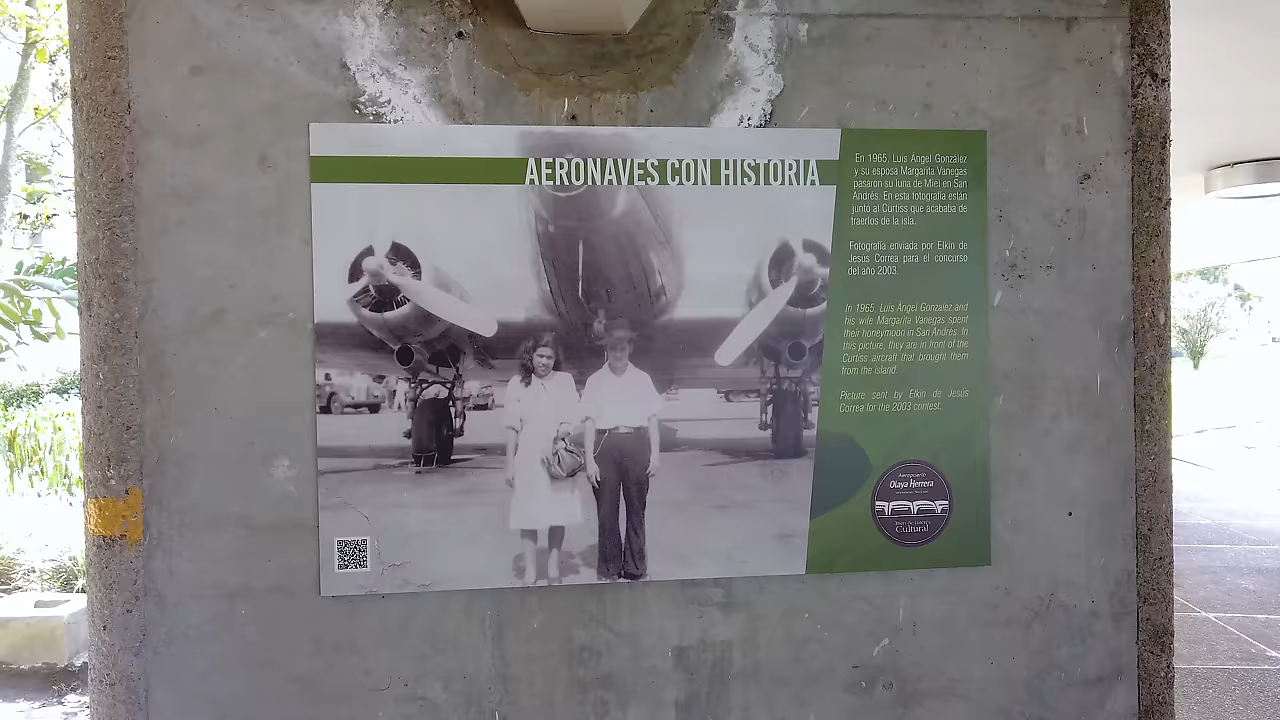 AERONAVES CON HISTORIA
En 1965, Luis Ángel González
y su esposa Margarita Vanegas
pasaron su luna de miel en San
Andrés. En esta fotografía están
junto al Curtiss que acababa de
traerlos de la isla.
Fotografía enviada por Elkin de
Jesús Correa para el concurso
del año 2003.
In 1965, Luis Ángel González and
his wife Margarita Vanegas spent
their honeymoon in San Andrés. In
this picture, they are in front of the
Curtiss aircraft that brought them
from the island.
Picture sent by Elkin de Jesús
Correa for the 2003 contest.
Aeropuerto
Olaya Herrera
Cultural